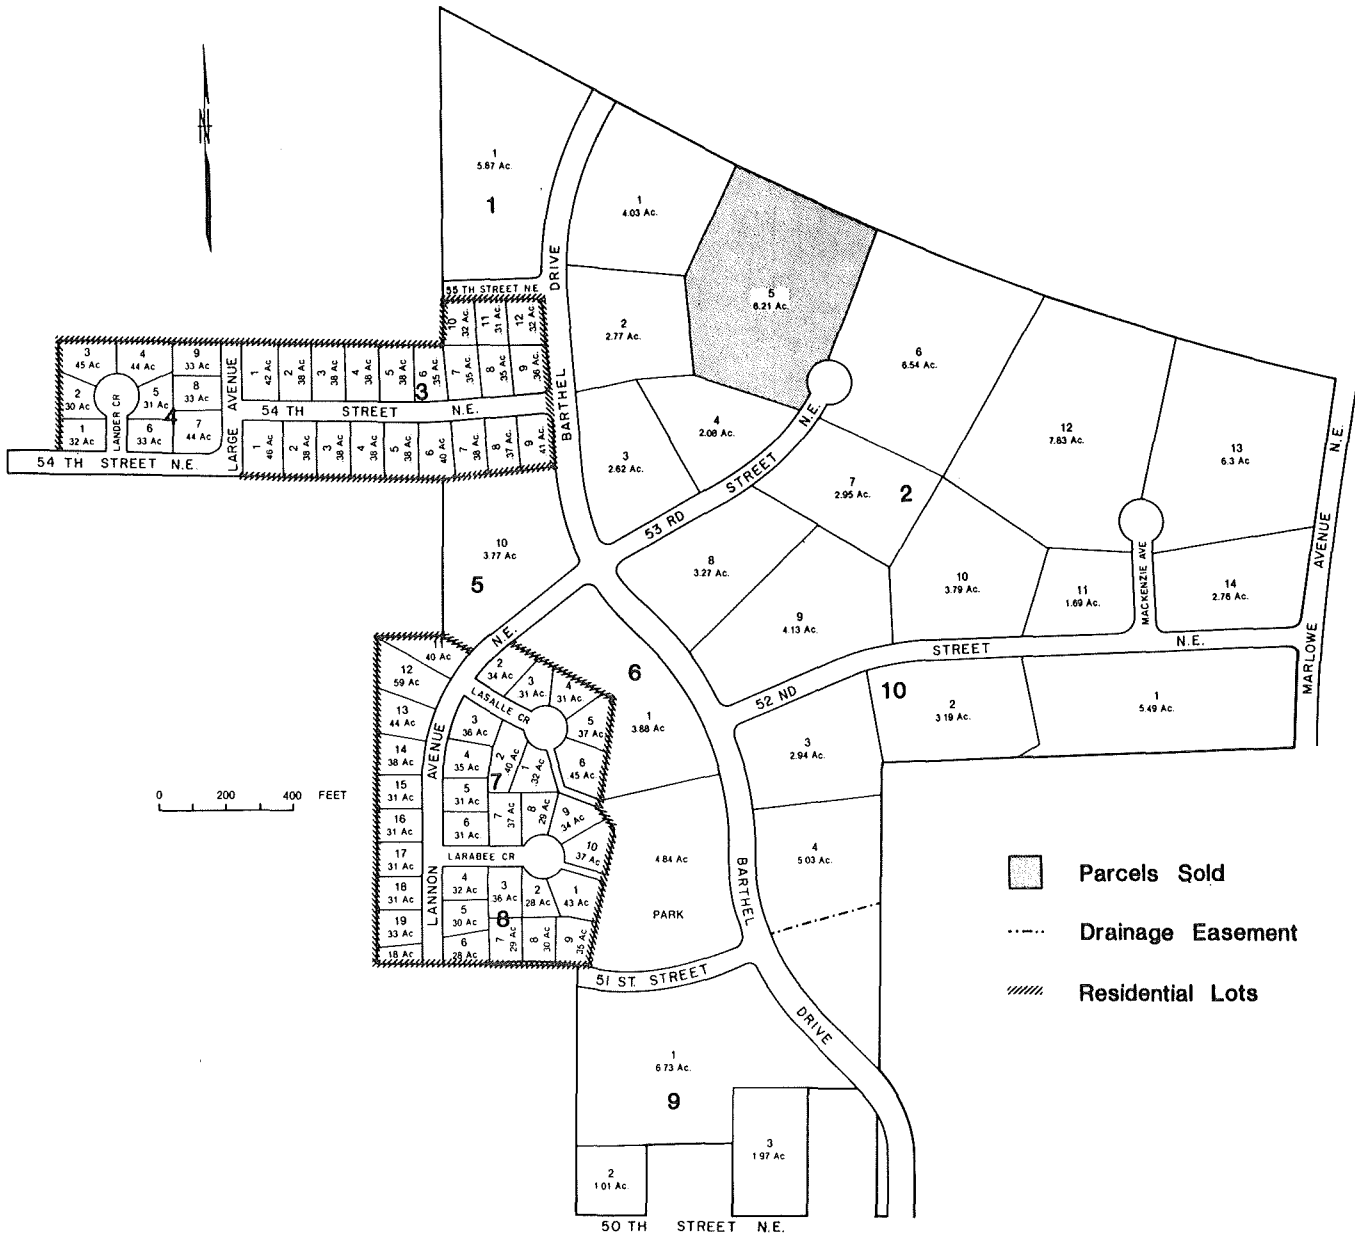 N
1
5.87 Ac.
1
1
4.03 Ac.
DRIVE
5
6.21 Ac.
55 TH STREET NE
2
2.77 Ac.
6
6.54 Ac.
12
7.83 Ac.
13
6.3 Ac
N.E.
10
.32 Ac.
11
.31 Ac.
12
.32 Ac.
3
45 Ac
4
44 Ac
9
33 Ac
8
33 Ac
2
30 Ac
5
31 Ac
4
1
32 Ac
6
33 Ac
7
44 Ac
LANDER CR
LARGE AVENUE
1
42 Ac
2
38 Ac
3
38 Ac
4
38 Ac
5
38 Ac
6
.35 Ac
7
.35 Ac
8
.35 Ac
9
.36 Ac
3
54 TH STREET N.E.
54 TH STREET N.E.
1
46 Ac
2
38 Ac
3
38 Ac
4
38 Ac
5
38 Ac
6
40 Ac
7
38 Ac
8
37 Ac
9
41 Ac
BARTHEL
3
2.62 Ac.
4
2.08 Ac.
53 RD STREET N.E.
7
2.95 Ac.
2
8
3.27 Ac.
9
4.13 Ac.
10
3.79 Ac.
11
1.69 Ac.
MACKENZIE AVE
14
2.76 Ac.
MARLOWE AVENUE
10
3.77 Ac
5
N.E.
11
40 Ac
12
59 Ac
13
44 Ac
14
38 Ac
15
31 Ac
16
31 Ac
17
31 Ac
18
31 Ac
19
33 Ac
18 Ac
LANNON AVENUE
2
34 Ac
3
31 Ac.
4
31 Ac.
5
37 Ac
6
45 Ac
LASALLE CR
3
36 Ac
4
35 Ac
5
31 Ac
6
31 Ac.
2
.40 Ac
1
.32 Ac
7
7
37 Ac
8
29 Ac
9
34 Ac
10
37 Ac
LARABEE CR
4
32 Ac
5
30 Ac
6
28 Ac
3
36 Ac
2
28 Ac
1
43 Ac
8
7
29 Ac
8
30 Ac
9
35 Ac
6
1
3.88 Ac
52 ND STREET N.E.
10
2
3.19 Ac
1
5.49 Ac.
3
2.94 Ac.
4
5.03 Ac.
4.84 Ac
PARK
BARTHEL
DRIVE
51 ST. STREET
1
6.73 Ac.
9
2
1.01 Ac.
3
1.97 Ac
50 TH STREET N.E.
0 200 400 FEET
Parcels Sold
Drainage Easement
Residential Lots